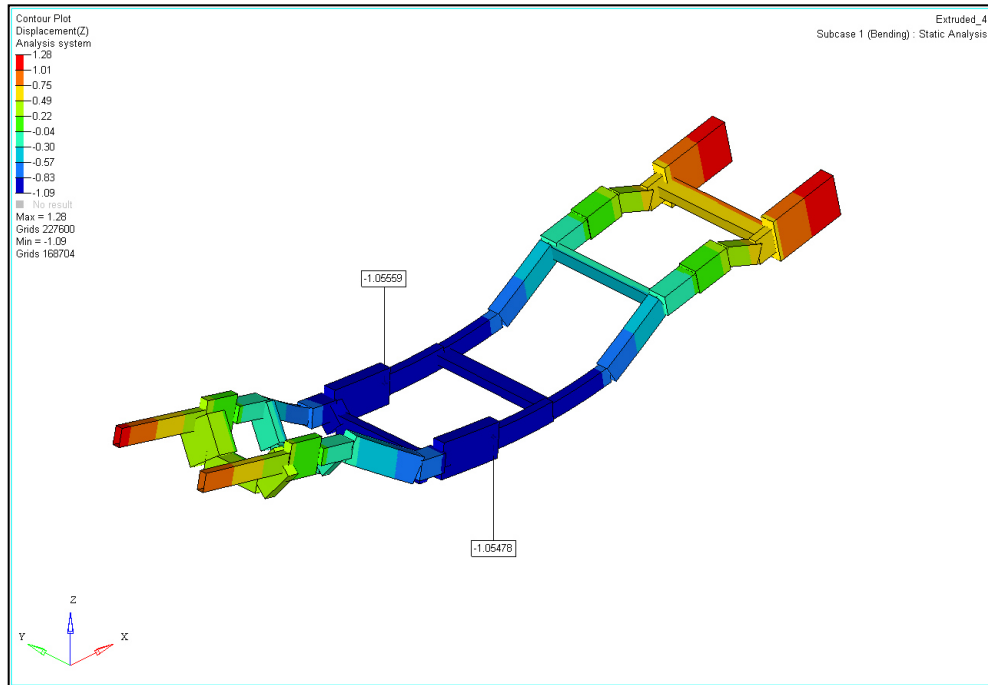 Contour Plot
Displacement(Z)
Analysis system
1.28
1.01
0.75
0.49
0.22
-0.04
-0.30
-0.57
-0.83
-1.09
No result
Max = 1.28
Grids 227600
Min = -1.09
Grids 168704
Extruded_4
Subcase 1 (Bending) : Static Analysis
-1.05559
-1.05478
Z
Y
X